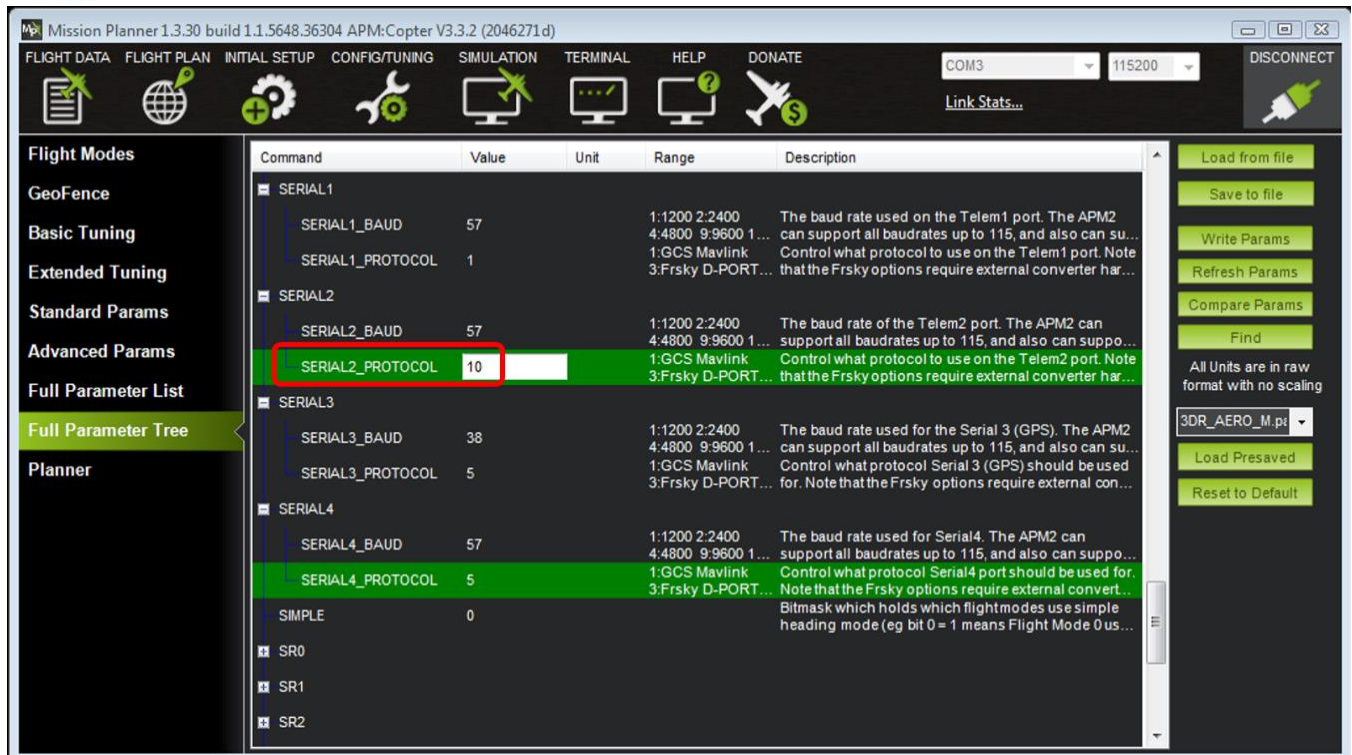 Mission Planner 1.3.30 build 1.1.5648.36304 APM:Copter V3.3.2 (2046271d)
FLIGHT DATA FLIGHT PLAN INITIAL SETUP CONFIG/TUNING SIMULATION TERMINAL HELP DONATE
COM3 115200 DISCONNECT
Link Stats...
Flight Modes
GeoFence
Basic Tuning
Extended Tuning
Standard Params
Advanced Params
Full Parameter List
Full Parameter Tree
Planner
Command Value Unit Range Description
SERIAL1
SERIAL1_BAUD 57 1:1200 2:2400 The baud rate used on the Telem1 port. The APM2
4:4800 9:9600 1... can support all baudrates up to 115, and also can su...
SERIAL1_PROTOCOL 1 1:GCS Mavlink Control what protocol to use on the Telem1 port. Note
3:Frsky D-PORT... that the Frsky options require external converter har...
SERIAL2
SERIAL2_BAUD 57 1:1200 2:2400 The baud rate of the Telem2 port. The APM2 can
4:4800 9:9600 1... support all baudrates up to 115, and also can suppo...
SERIAL2_PROTOCOL 10 1:GCS Mavlink Control what protocol to use on the Telem2 port. Note
3:Frsky D-PORT... that the Frsky options require external converter har...
SERIAL3
SERIAL3_BAUD 38 1:1200 2:2400 The baud rate used for the Serial 3 (GPS). The APM2
4:4800 9:9600 1... can support all baudrates up to 115, and also can su...
SERIAL3_PROTOCOL 5 1:GCS Mavlink Control what protocol Serial 3 (GPS) should be used
3:Frsky D-PORT... for. Note that the Frsky options require external con...
SERIAL4
SERIAL4_BAUD 57 1:1200 2:2400 The baud rate used for Serial4. The APM2 can
4:4800 9:9600 1... support all baudrates up to 115, and also can suppo...
SERIAL4_PROTOCOL 5 1:GCS Mavlink Control what protocol Serial4 port should be used for.
3:Frsky D-PORT... Note that the Frsky options require external convert...
SIMPLE 0 Bitmask which holds which flight modes use simple
heading mode (eg bit 0 = 1 means Flight Mode 0 us...
SR0
SR1
SR2
Load from file
Save to file
Write Params
Refresh Params
Compare Params
Find
All Units are in raw
format with no scaling
3DR_AERO_M.pa
Load Presaved
Reset to Default